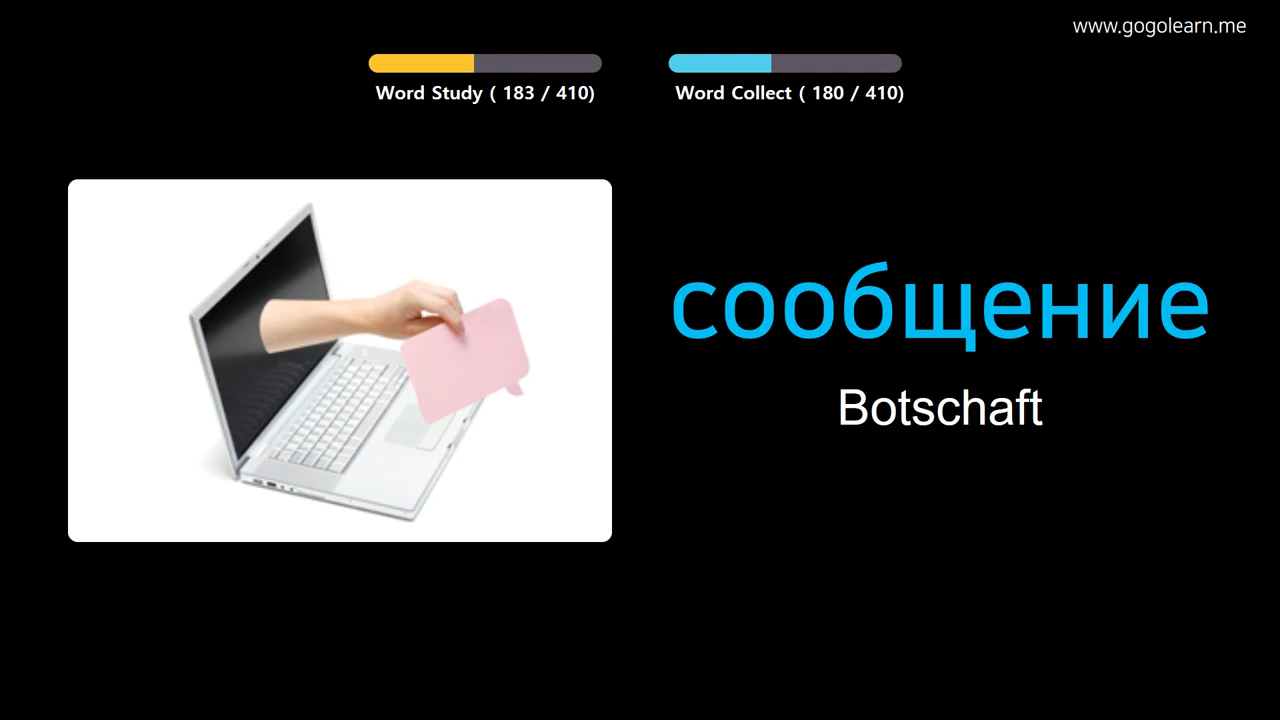 www.gogolearn.me
Word Study ( 183 / 410)
Word Collect ( 180 / 410)
сообщение
Botschaft